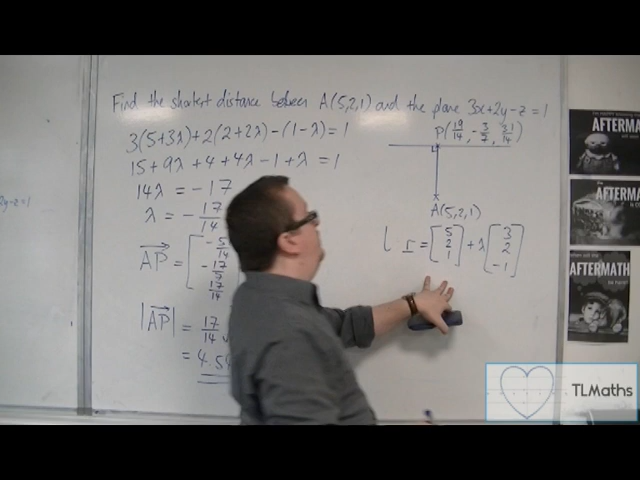 Find the shortest distance between A(5,2,1) and the plane 3x+2y-z=1
3(5+3λ)+2(2+2λ)-(1-λ)=1
15+9λ+4+4λ-1+λ=1
14λ=-17
λ=-17/14
AP=[-5/14
-17/7
17/14
|AP|=17/14
=4.54
P(19/14, -3/7, 31/14)
A(5,2,1)
l r=[5 2 1]+λ[3 2 -1]
y-z=1
AFTERMATH
AFTERMATH
AFTERMATH
TLMaths